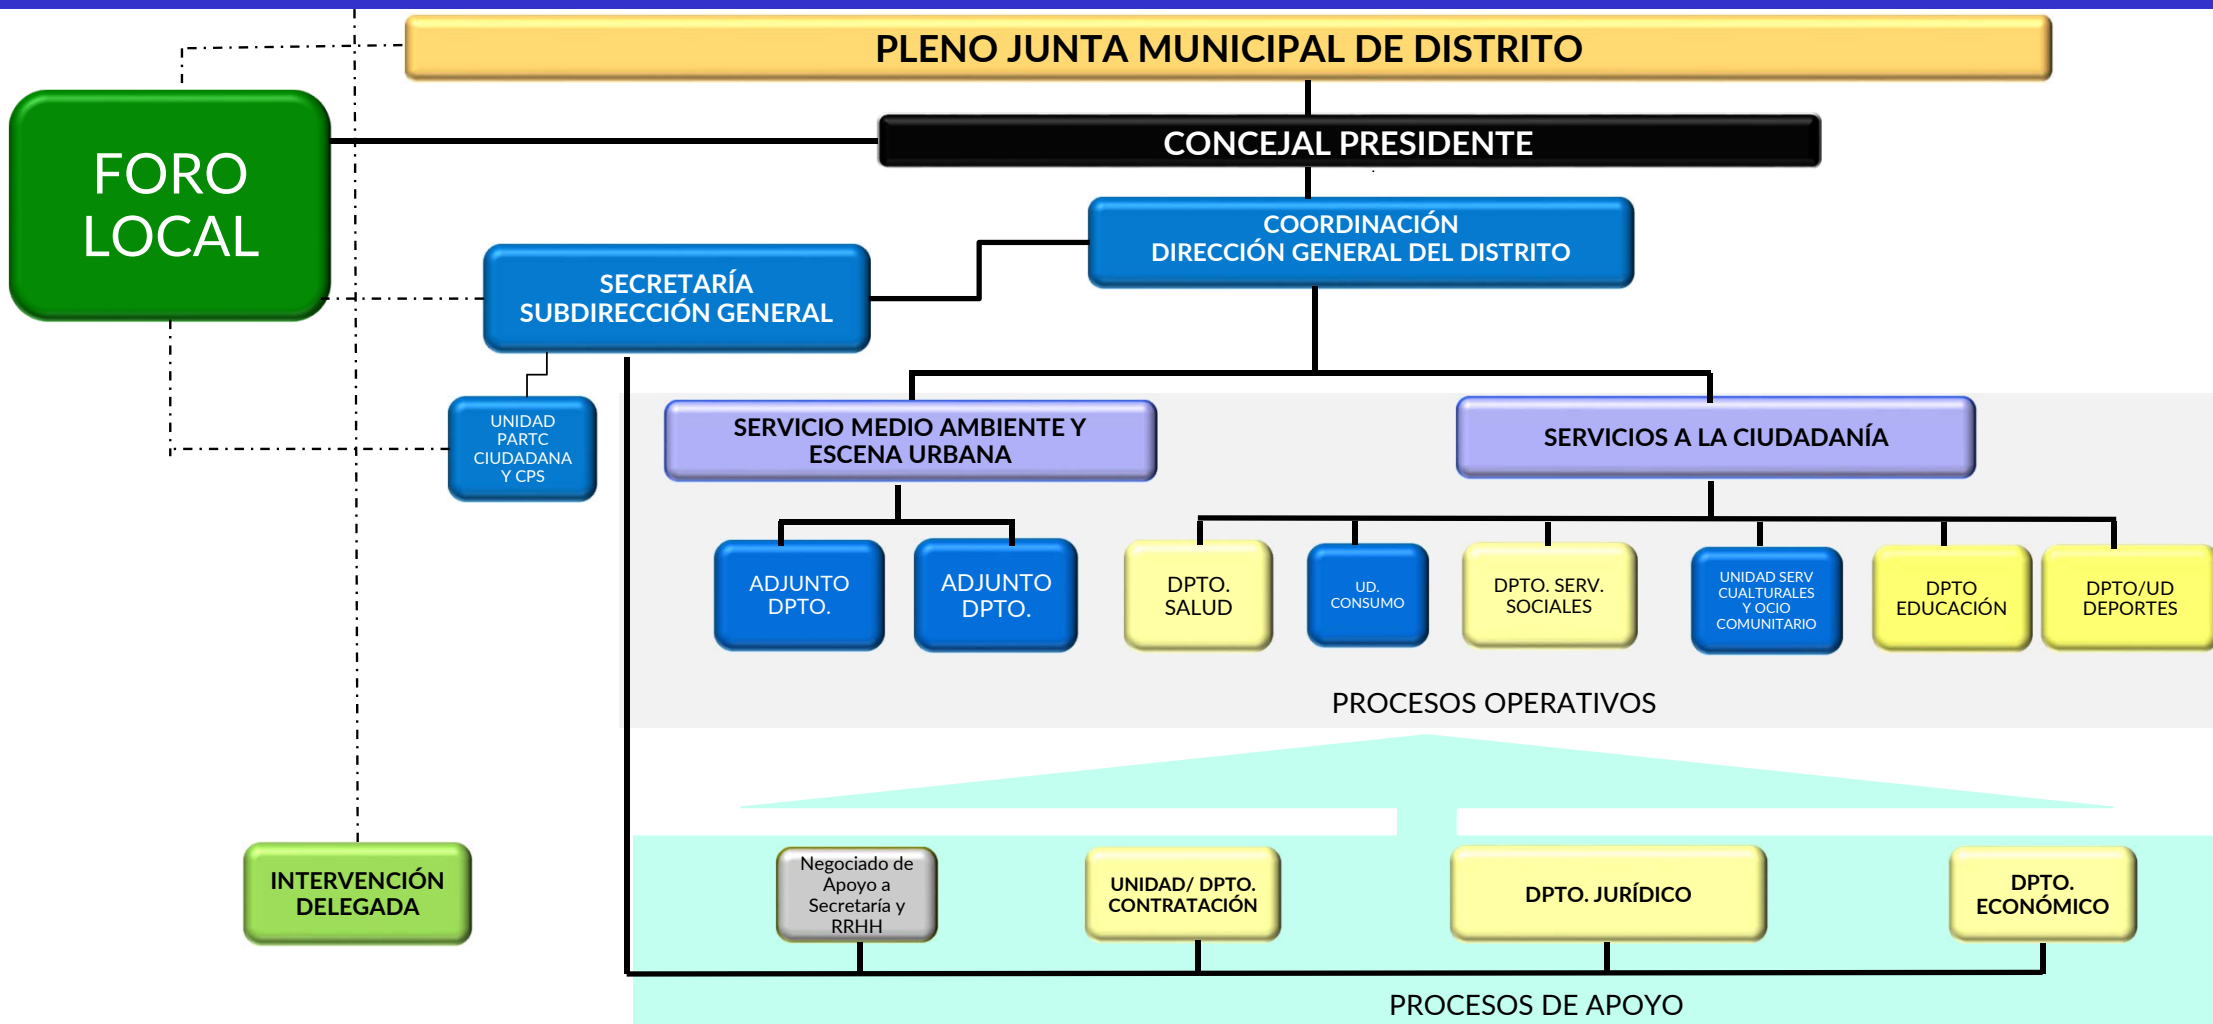 PLENO JUNTA MUNICIPAL DE DISTRITO
CONCEJAL PRESIDENTE
FORO
LOCAL
COORDINACIÓN
DIRECCIÓN GENERAL DEL DISTRITO
SECRETARÍA
SUBDIRECCIÓN GENERAL
UNIDAD
PARTC
CIUDADANA
Y CPS
SERVICIO MEDIO AMBIENTE Y
ESCENA URBANA
SERVICIOS A LA CIUDADANÍA
ADJUNTO
DPTO.
ADJUNTO
DPTO.
DPTO.
SALUD
UD.
CONSUMO
DPTO. SERV.
SOCIALES
UNIDAD SERV
CUALTURALES
Y OCIO
COMUNITARIO
DPTO
EDUCACIÓN
DPTO/UD
DEPORTES
PROCESOS OPERATIVOS
INTERVENCIÓN
DELEGADA
Negociado de
Apoyo a
Secretaría y
RRHH
UNIDAD/ DPTO.
CONTRATACIÓN
DPTO. JURÍDICO
DPTO.
ECONÓMICO
PROCESOS DE APOYO